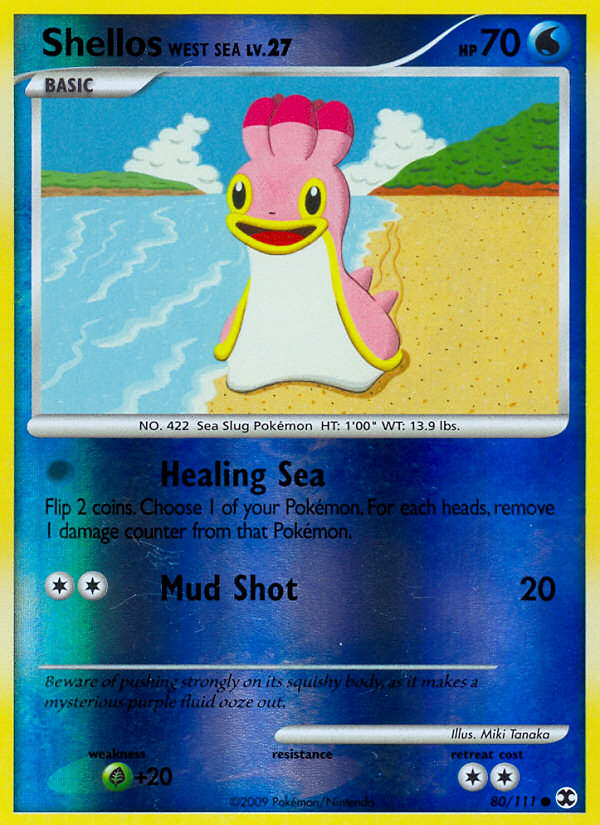 Shellos WEST SEA LV.27 HP 70
BASIC
NO. 422 Sea Slug Pokémon HT: 1'00" WT: 13.9 lbs.
Healing Sea
Flip 2 coins. Choose 1 of your Pokémon. For each heads, remove
1 damage counter from that Pokémon.
Mud Shot 20
Beware of pushing strongly on its squishy body, as it makes a
mysterious purple fluid ooze out.
Illus. Miki Tanaka
weakness resistance retreat cost
+20
©2009 Pokémon/Nintendo 80/111